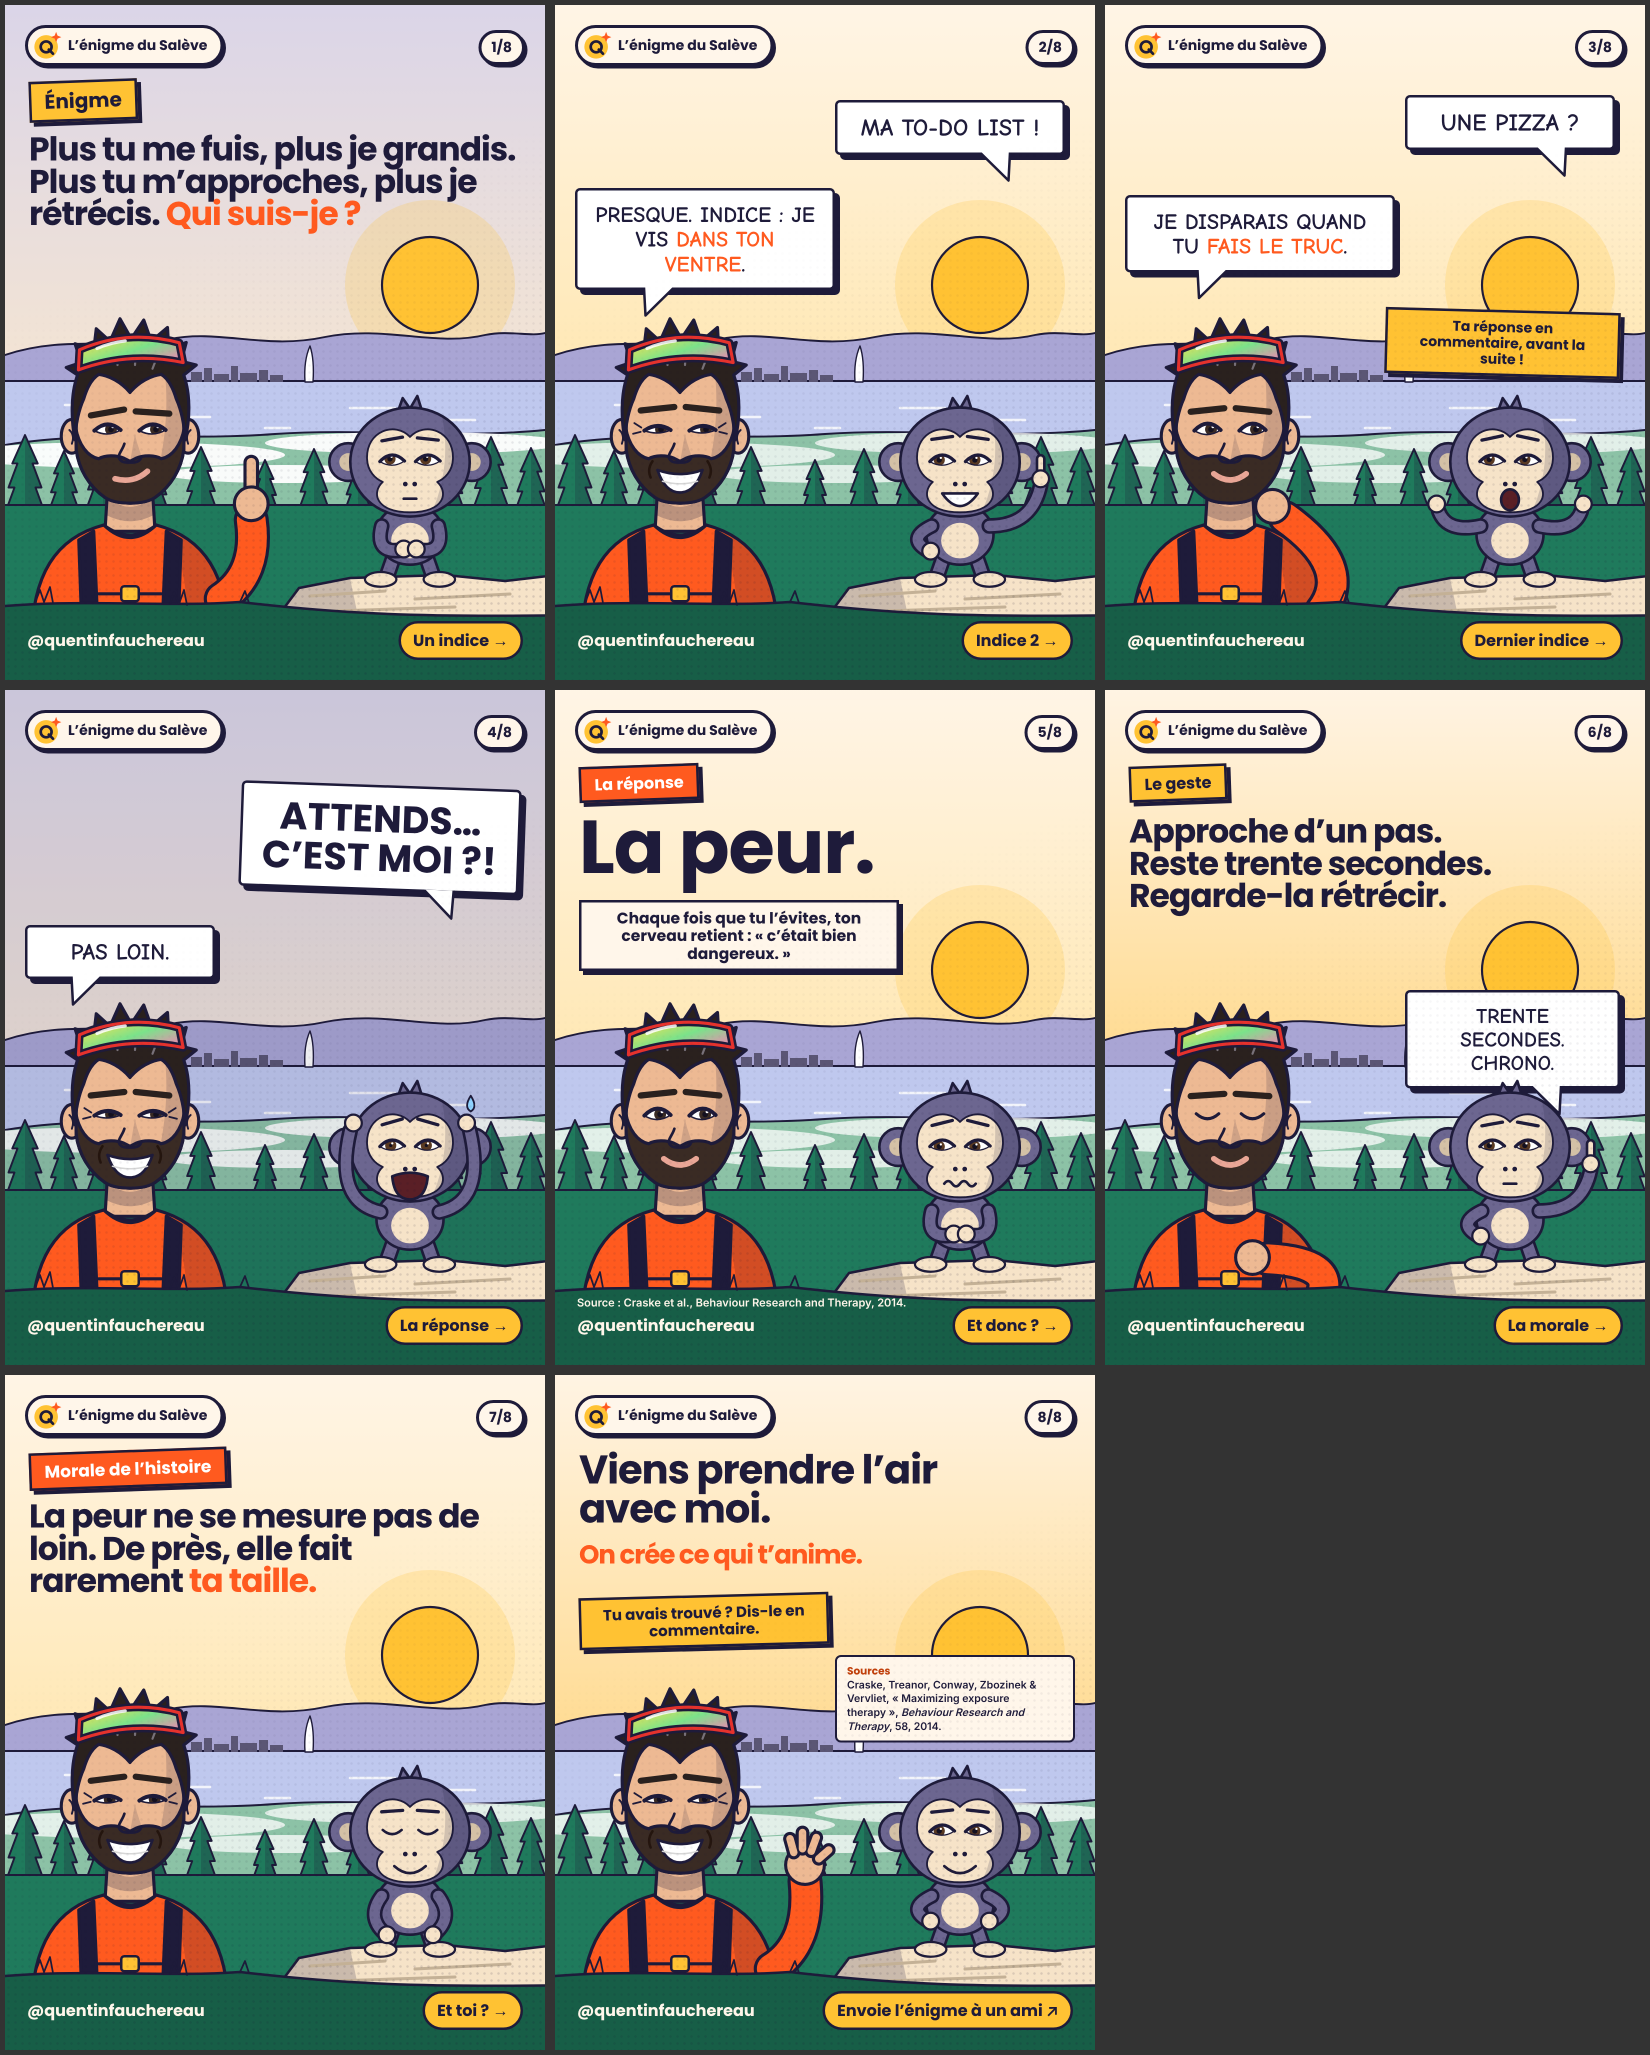 L'énigme du Salève
1/8
Énigme
Plus tu me fuis, plus je grandis.
Plus tu m'approches, plus je
rétrécis. Qui suis-je ?
@quentinfauchereau
Un indice →
L'énigme du Salève
2/8
MA TO-DO LIST !
PRESQUE. INDICE : JE
VIS DANS TON
VENTRE.
@quentinfauchereau
Indice 2 →
L'énigme du Salève
3/8
UNE PIZZA ?
JE DISPARAIS QUAND
TU FAIS LE TRUC.
Ta réponse en
commentaire, avant la
suite !
@quentinfauchereau
Dernier indice →
L'énigme du Salève
4/8
ATTENDS...
C'EST MOI ?!
PAS LOIN.
@quentinfauchereau
La réponse →
L'énigme du Salève
5/8
La réponse
La peur.
Chaque fois que tu l'évites, ton
cerveau retient : « c'était bien
dangereux. »
Source : Craske et al., Behaviour Research and Therapy, 2014.
@quentinfauchereau
Et donc ? →
L'énigme du Salève
6/8
Le geste
Approche d'un pas.
Reste trente secondes.
Regarde-la rétrécir.
TRENTE
SECONDES.
CHRONO.
@quentinfauchereau
La morale →
L'énigme du Salève
7/8
Morale de l'histoire
La peur ne se mesure pas de
loin. De près, elle fait
rarement ta taille.
@quentinfauchereau
Et toi ? →
L'énigme du Salève
8/8
Viens prendre l'air
avec moi.
On crée ce qui t'anime.
Tu avais trouvé ? Dis-le en
commentaire.
Sources
Craske, Treanor, Conway, Zbozinek &
Vervliet, « Maximizing exposure
therapy », Behaviour Research and
Therapy, 58, 2014.
@quentinfauchereau
Envoie l'énigme à un ami ↗